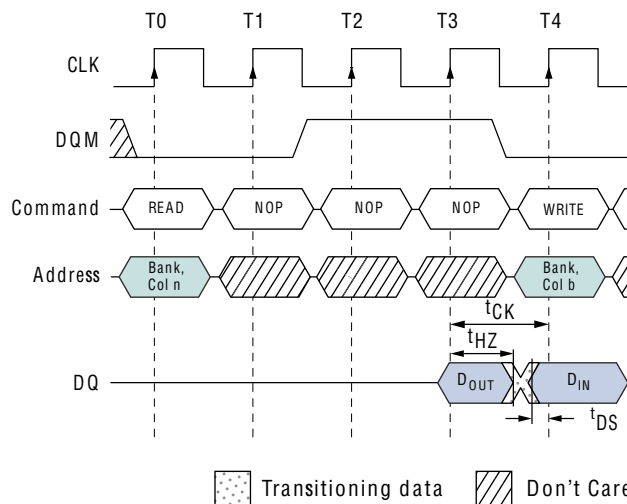 T0 T1 T2 T3 T4
CLK
DQM
Command READ NOP NOP NOP WRITE
Address Bank, Col n Bank, Col b
tCK
tHZ
DQ DOUT DIN
tDS
Transitioning data Don't Care